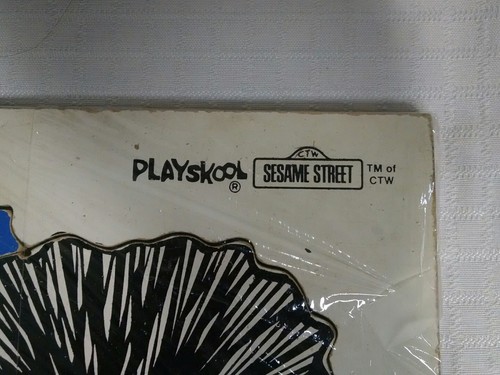 PLAYSKOOL®
CTW
SESAME STREET
TM of
CTW